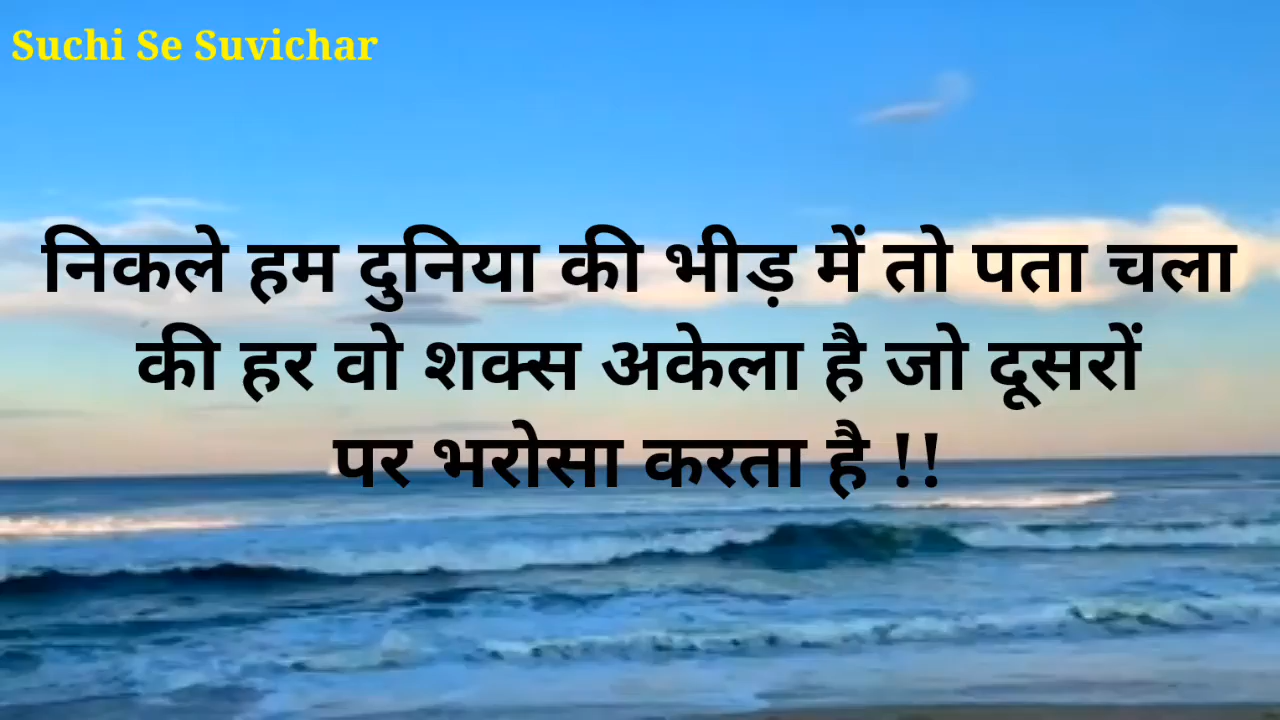 Suchi Se Suvichar
निकले हम दुनिया की भीड़ में तो पता चला
की हर वो शक्स अकेला है जो दूसरों
पर भरोसा करता है !!